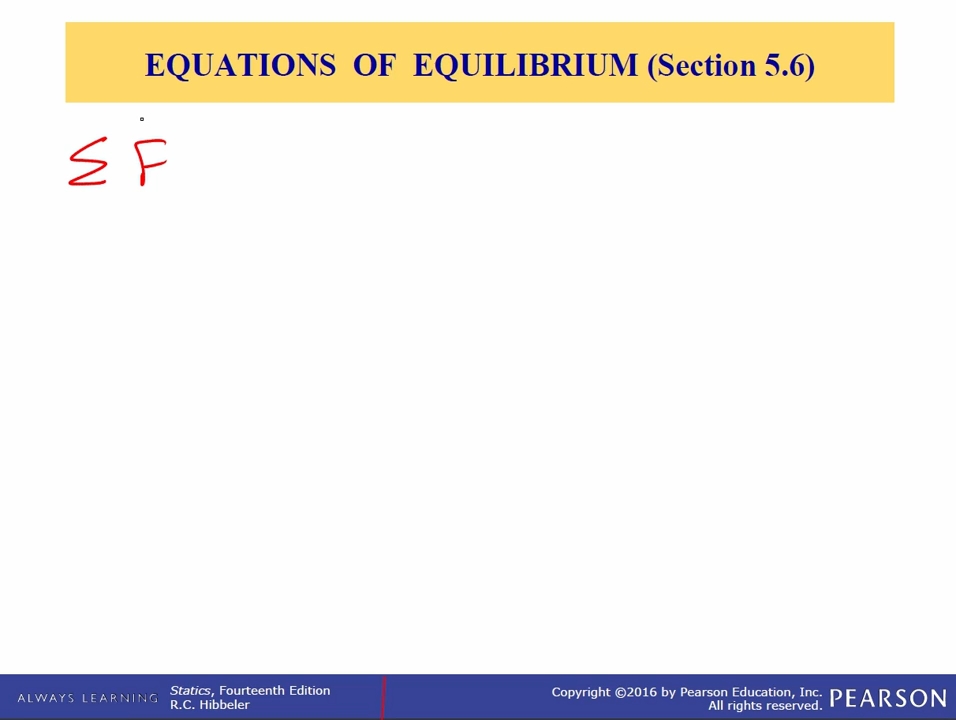 EQUATIONS OF EQUILIBRIUM (Section 5.6)
Σ F
ALWAYS LEARNING
Statics, Fourteenth Edition
R.C. Hibbeler
Copyright ©2016 by Pearson Education, Inc.
All rights reserved.
PEARSON